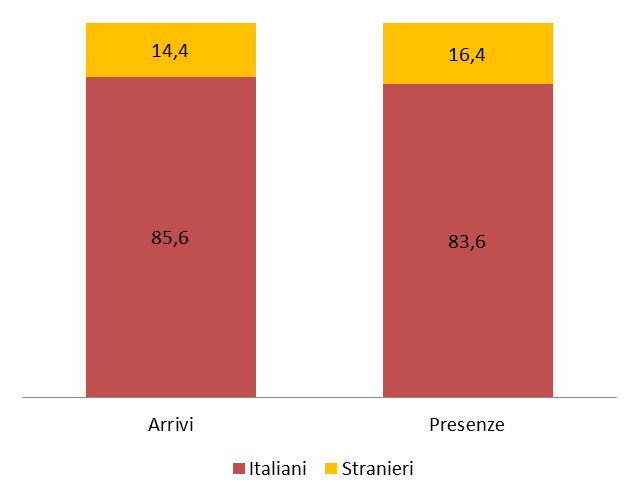 14,4
16,4
85,6
83,6
Arrivi
Presenze
Italiani
Stranieri